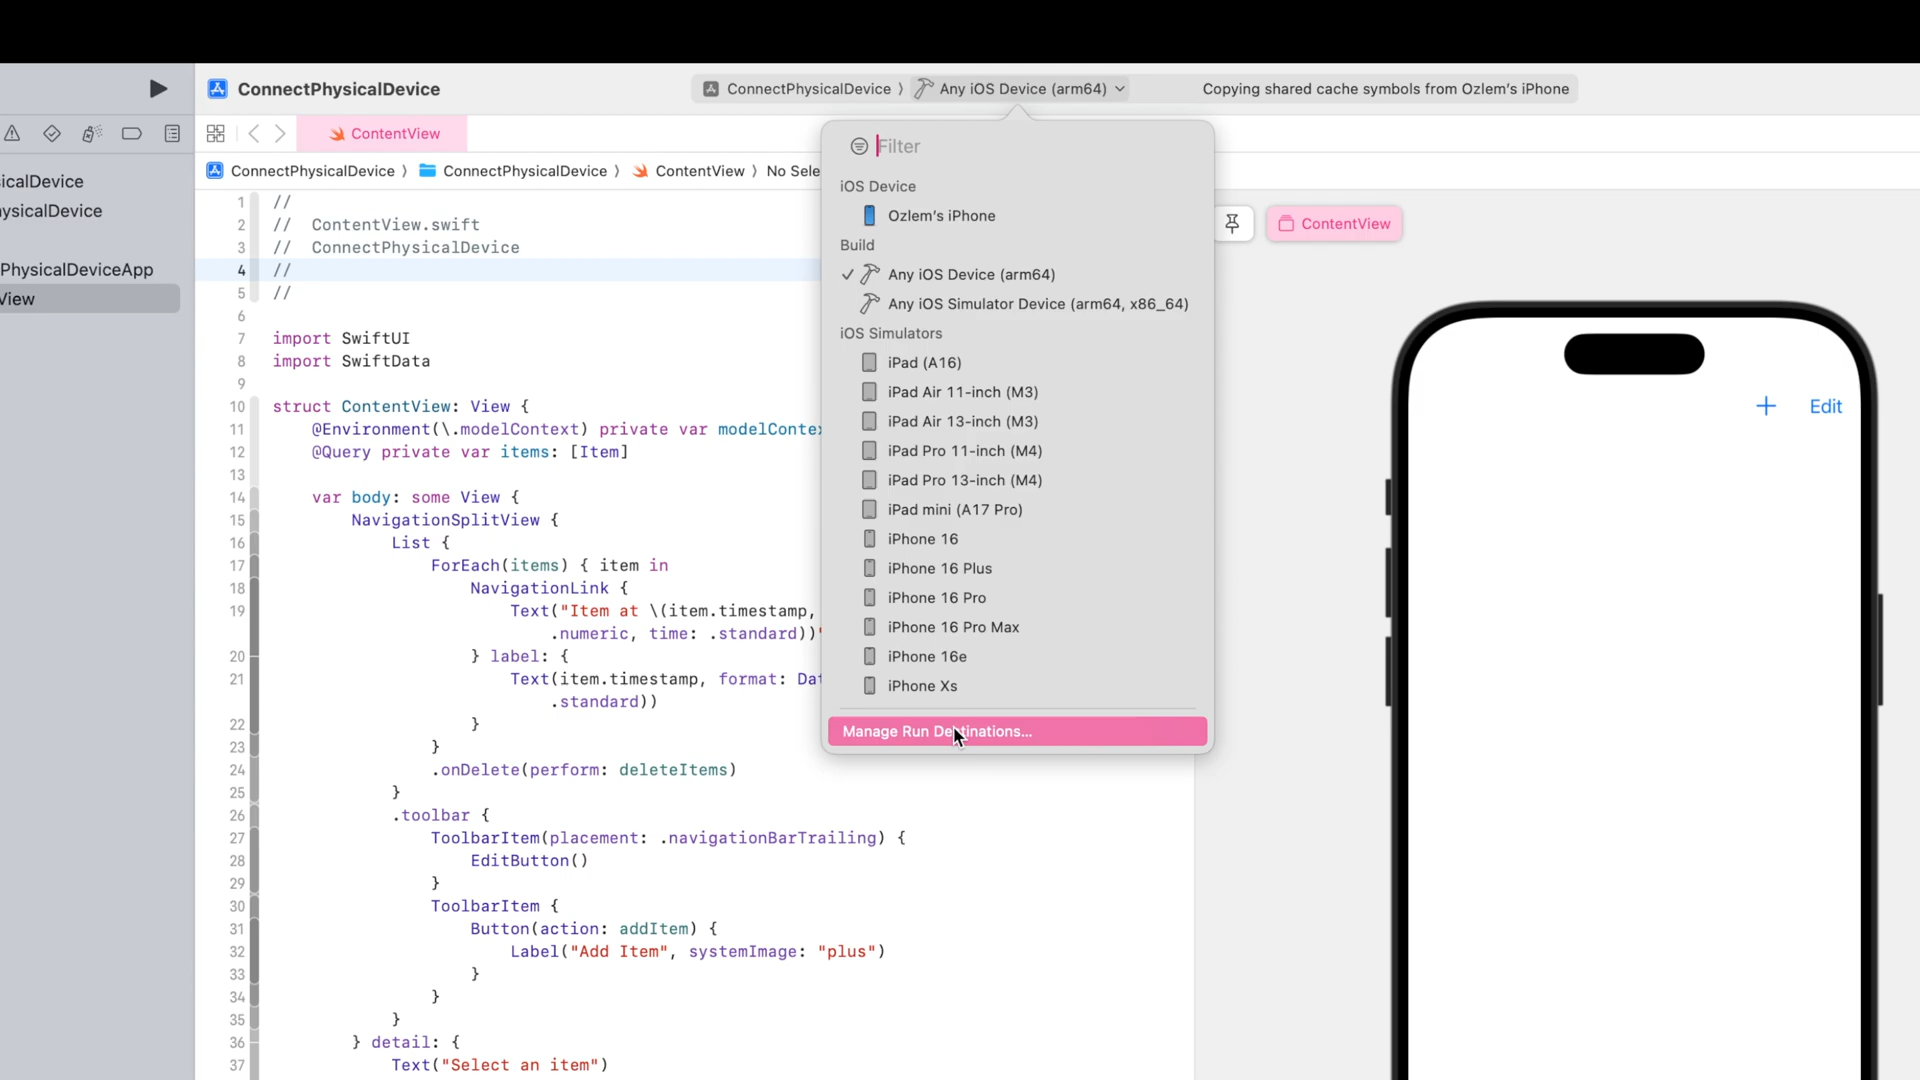 ConnectPhysicalDevice
ConnectPhysicalDevice 〉 Any iOS Device (arm64)
Copying shared cache symbols from Ozlem's iPhone
ContentView
ConnectPhysicalDevice 〉 ConnectPhysicalDevice 〉 ContentView 〉 No Sele
icalDevice
ysicalDevice
PhysicalDeviceApp
View
1 //
2 // ContentView.swift
3 // ConnectPhysicalDevice
4 //
5 //
6
7 import SwiftUI
8 import SwiftData
9
10 struct ContentView: View {
11 @Environment(\.modelContext) private var modelContex
12 @Query private var items: [Item]
13
14 var body: some View {
15 NavigationSplitView {
16 List {
17 ForEach(items) { item in
18 NavigationLink {
19 Text("Item at \(item.timestamp,
.numeric, time: .standard))"
20 } label: {
21 Text(item.timestamp, format: Dat
.standard))
22 }
23 }
24 .onDelete(perform: deleteItems)
25 }
26 .toolbar {
27 ToolbarItem(placement: .navigationBarTrailing) {
28 EditButton()
29 }
30 ToolbarItem {
31 Button(action: addItem) {
32 Label("Add Item", systemImage: "plus")
33 }
34 }
35 }
36 } detail: {
37 Text("Select an item")
Filter
iOS Device
Ozlem's iPhone
Build
✓ Any iOS Device (arm64)
Any iOS Simulator Device (arm64, x86_64)
iOS Simulators
iPad (A16)
iPad Air 11-inch (M3)
iPad Air 13-inch (M3)
iPad Pro 11-inch (M4)
iPad Pro 13-inch (M4)
iPad mini (A17 Pro)
iPhone 16
iPhone 16 Plus
iPhone 16 Pro
iPhone 16 Pro Max
iPhone 16e
iPhone Xs
Manage Run Destinations...
ContentView
+ Edit